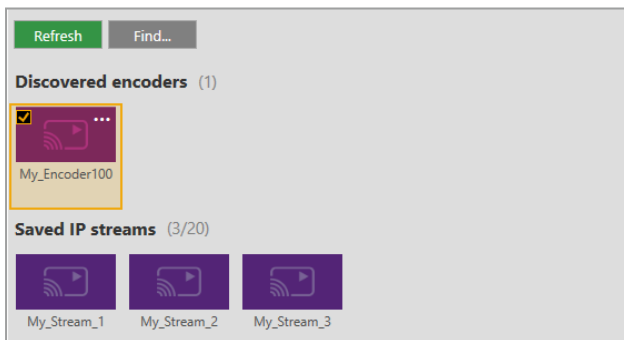 Refresh Find...
Discovered encoders (1)
My_Encoder100
Saved IP streams (3/20)
My_Stream_1 My_Stream_2 My_Stream_3